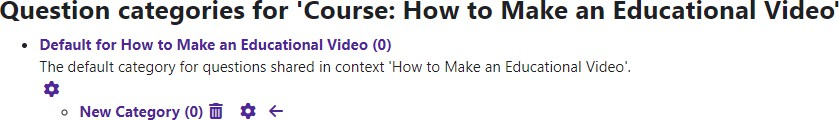 Question categories for 'Course: How to Make an Educational Video'
Default for How to Make an Educational Video (0)
The default category for questions shared in context 'How to Make an Educational Video'.
New Category (0)